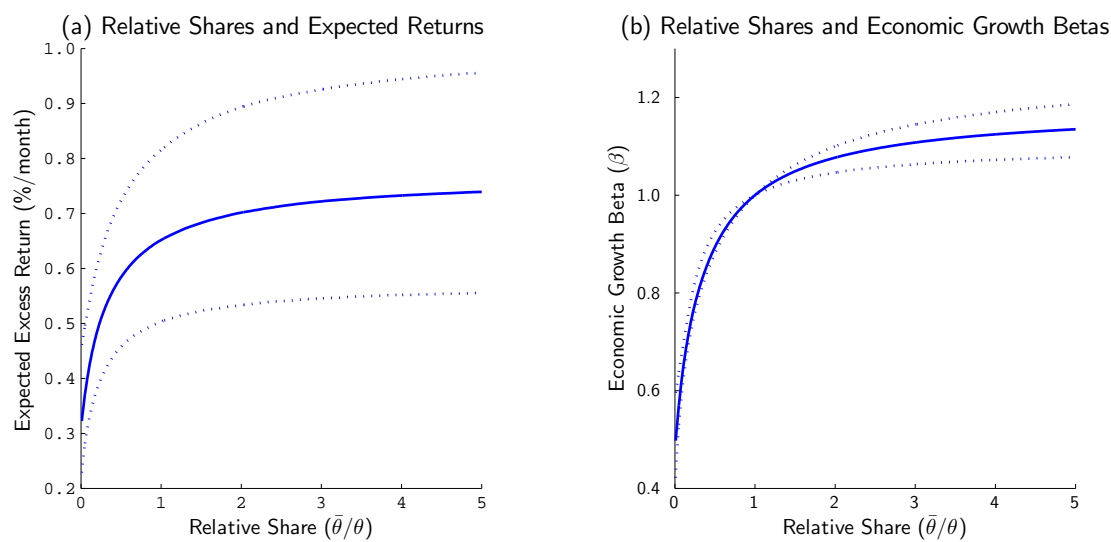 (a) Relative Shares and Expected Returns
1.0
0.9
0.8
0.7
0.6
0.5
0.4
0.3
0.2
Expected Excess Return (%/month)
0 1 2 3 4 5
Relative Share (θ̄/θ)
(b) Relative Shares and Economic Growth Betas
1.2
1.0
0.8
0.6
0.4
Economic Growth Beta (β)
0 1 2 3 4 5
Relative Share (θ̄/θ)